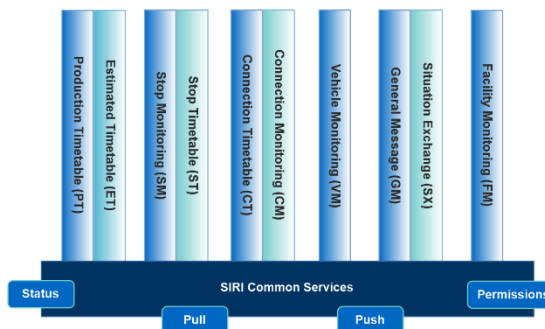 Production Timetable (PT)
Estimated Timetable (ET)
Stop Monitoring (SM)
Stop Timetable (ST)
Connection Timetable (CT)
Connection Monitoring (CM)
Vehicle Monitoring (VM)
General Message (GM)
Situation Exchange (SX)
Facility Monitoring (FM)
SIRI Common Services
Status
Permissions
Pull
Push